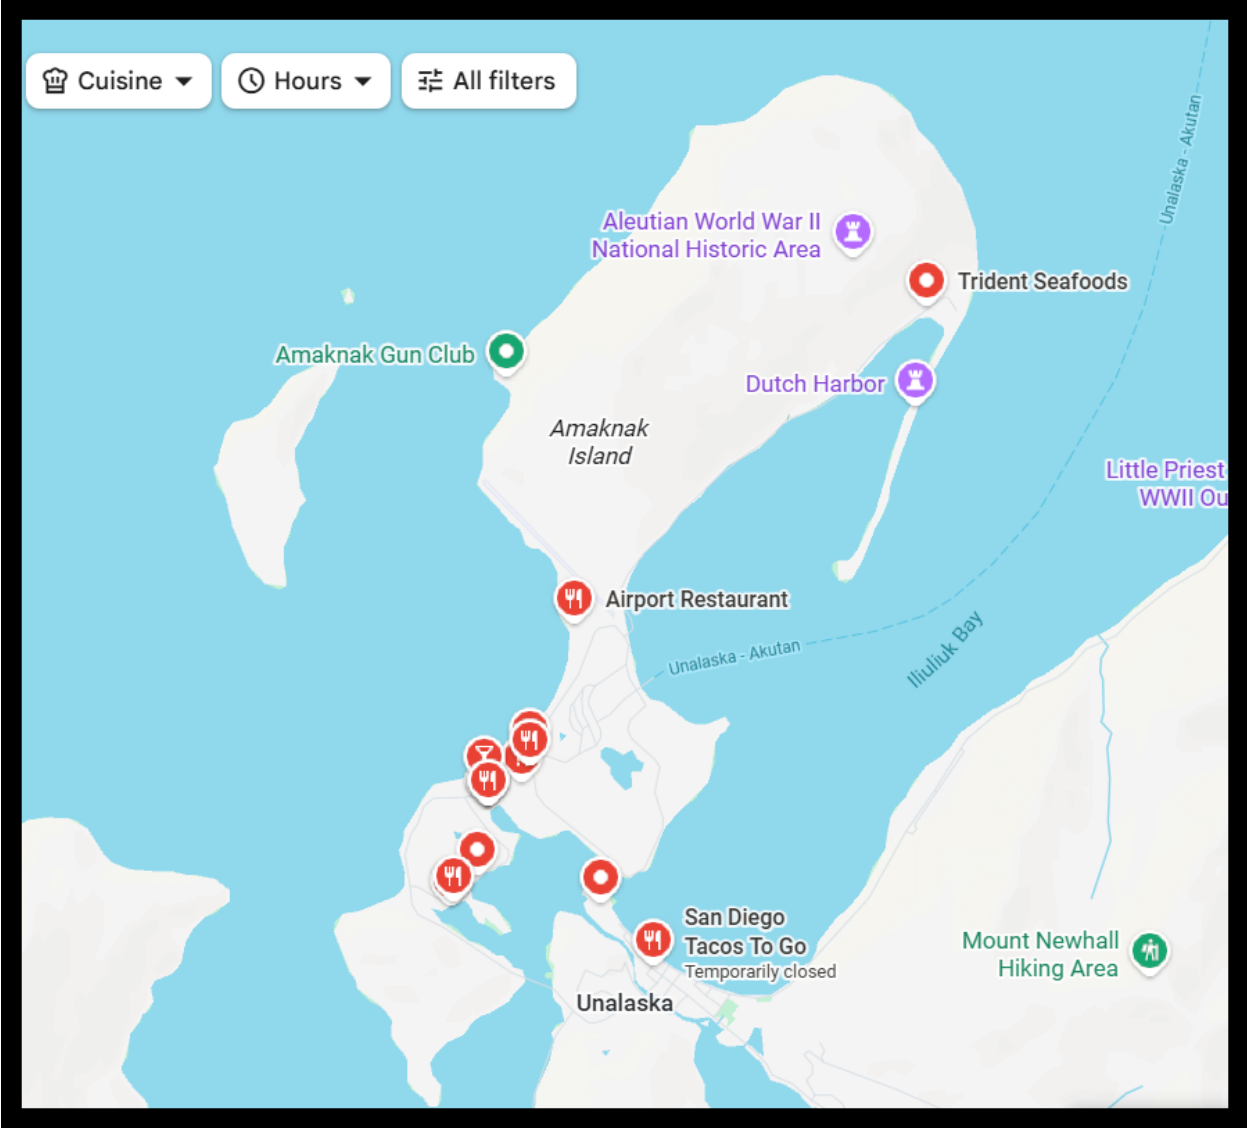 Cuisine
Hours
All filters
Unalaska - Akutan
Aleutian World War II
National Historic Area
Trident Seafoods
Amaknak Gun Club
Dutch Harbor
Amaknak
Island
Little Priest
WWII Ou
Airport Restaurant
Iliuliuk Bay
Unalaska - Akutan
San Diego
Tacos To Go
Temporarily closed
Mount Newhall
Hiking Area
Unalaska